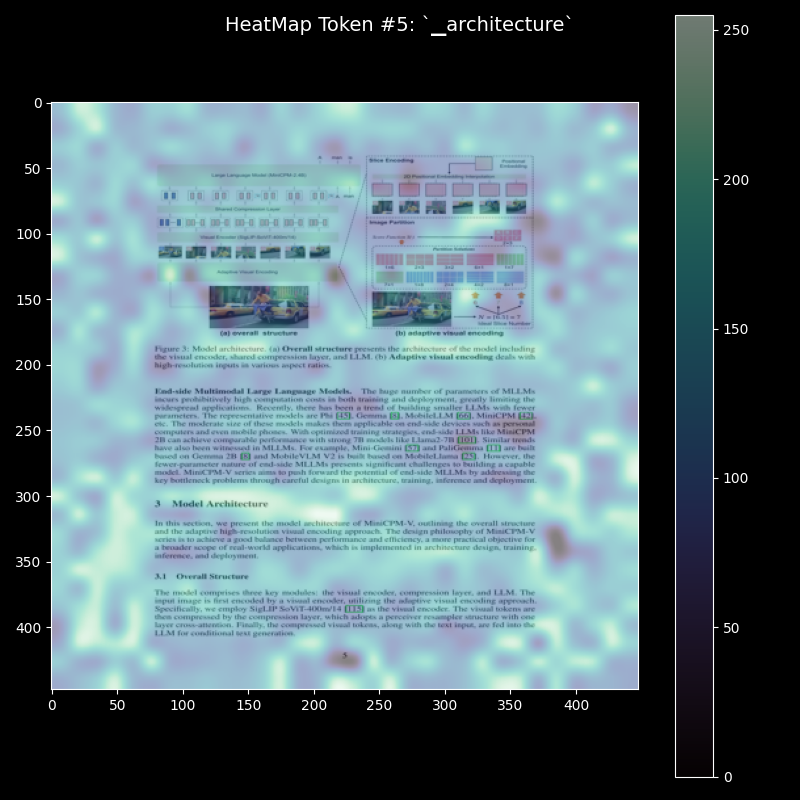 HeatMap Token #5: `▁architecture`
Large Language Model (MiniCPM 2.4B)
Shared Compression Layer
Visual Encoder (SigLIP SoViT 400m/14)
Adaptive Visual Encoding
(a) overall structure
Slice Encoding
Positional
Embedding
2D Positional Embedding Interpolation
Image Partition
Partition Solution
Ideal Slice Number
(b) adaptive visual encoding
Figure 3: Model architecture. (a) Overall structure presents the architecture of the model including
the visual encoder, shared compression layer, and LLM. (b) Adaptive visual encoding deals with
high-resolution inputs in various aspect ratios.
End-side Multimodal Large Language Models. The huge number of parameters of MLLMs
incurs prohibitively high computation costs in both training and deployment, greatly limiting the
widespread applications. Recently, there has been a trend of building smaller LLMs with fewer
parameters. The representative models are Phi [45], Gemma [8], MobileLLM [66], MiniCPM [42],
etc. The moderate size of these models makes them applicable on end-side devices such as personal
computers and even mobile phones. With optimized training strategies, end-side LLMs like MiniCPM
2B can achieve comparable performance with strong 7B models like Llama2-7B [101]. Similar trends
have also been witnessed in MLLMs. For example, Mini-Gemini [57] and PaliGemma [11] are built
based on Gemma 2B [8] and MobileVLM V2 is built based on MobileLlama [25]. However, the
fewer-parameter nature of end-side MLLMs presents significant challenges to building a capable
model. MiniCPM-V series aims to push forward the potential of end-side MLLMs by addressing the
key bottleneck problems through careful designs in architecture, training, inference and deployment.
3 Model Architecture
In this section, we present the model architecture of MiniCPM-V, outlining the overall structure
and the adaptive high-resolution visual encoding approach. The design philosophy of MiniCPM-V
series is to achieve a good balance between performance and efficiency, a more practical objective for
a broader scope of real-world applications, which is implemented in architecture design, training,
inference, and deployment.
3.1 Overall Structure
The model comprises three key modules: the visual encoder, compression layer, and LLM. The
input image is first encoded by a visual encoder, utilizing the adaptive visual encoding approach.
Specifically, we employ SigLIP SoViT-400m/14 [115] as the visual encoder. The visual tokens are
then compressed by the compression layer, which adopts a perceiver resampler structure with one
layer cross-attention. Finally, the compressed visual tokens, along with the text input, are fed into the
LLM for conditional text generation.
5
0
50
100
150
200
250
300
350
400
0 50 100 150 200 250 300 350 400
250
200
150
100
50
0